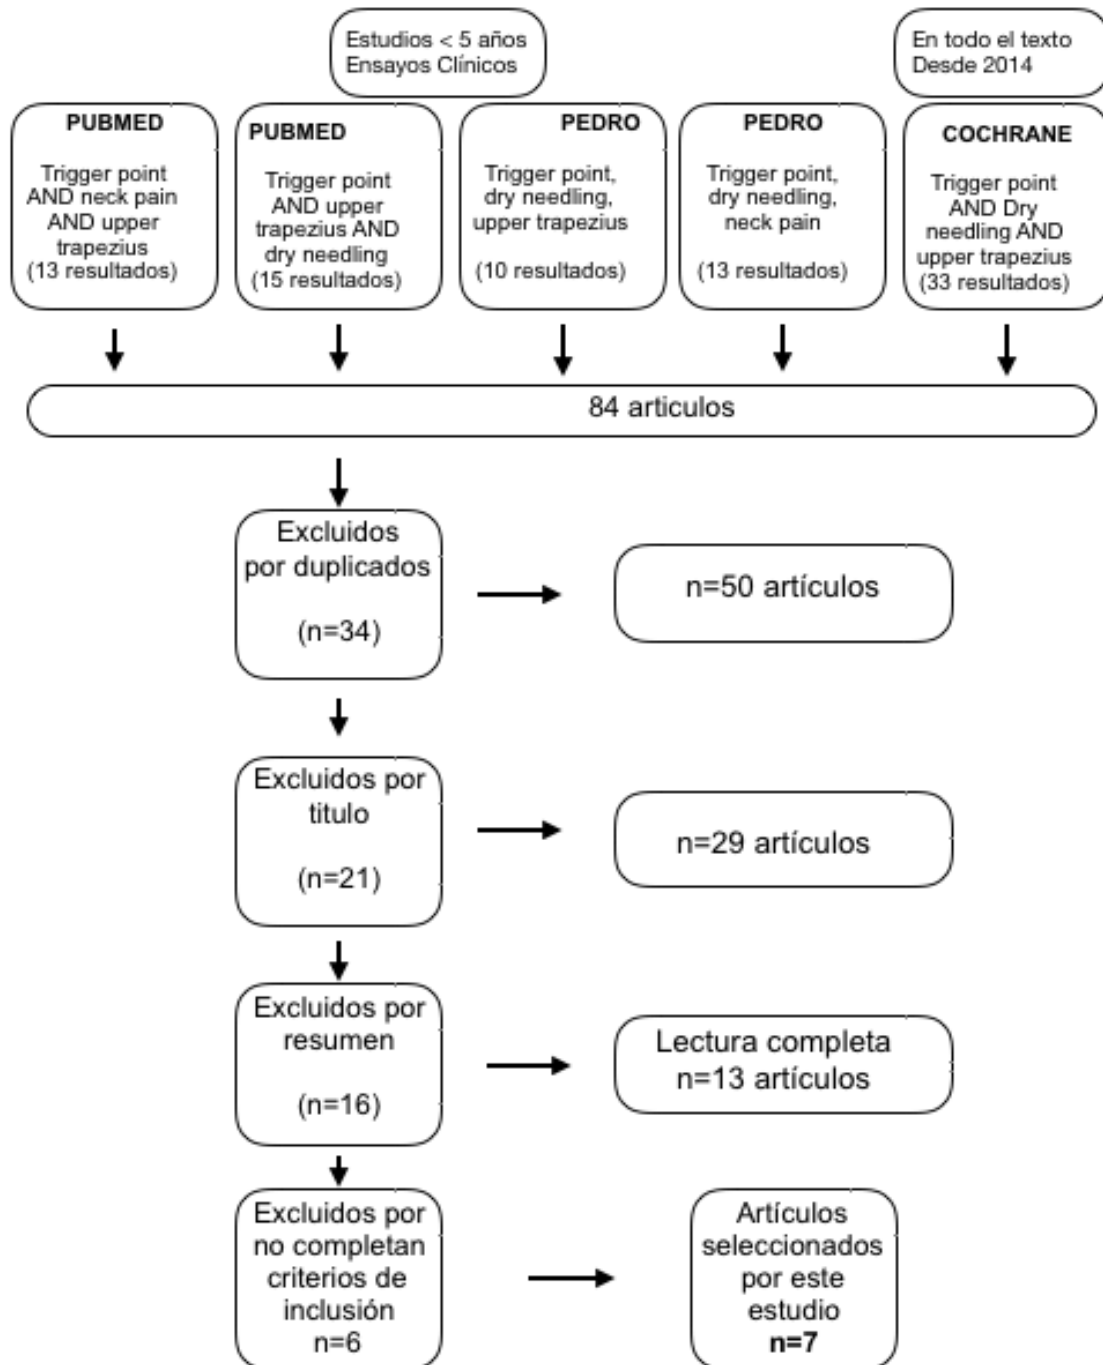 Estudios < 5 años
Ensayos Clínicos
En todo el texto
Desde 2014
PUBMED
Trigger point
AND neck pain
AND upper
trapezius
(13 resultados)
PUBMED
Trigger point
AND upper
trapezius AND
dry needling
(15 resultados)
PEDRO
Trigger point,
dry needling,
upper trapezius
(10 resultados)
PEDRO
Trigger point,
dry needling,
neck pain
(13 resultados)
COCHRANE
Trigger point
AND Dry
needling AND
upper trapezius
(33 resultados)
84 articulos
Excluidos
por duplicados
(n=34)
n=50 artículos
Excluidos por
titulo
(n=21)
n=29 artículos
Excluidos por
resumen
(n=16)
Lectura completa
n=13 artículos
Excluidos por
no completan
criterios de
inclusión
n=6
Artículos
seleccionados
por este
estudio
n=7